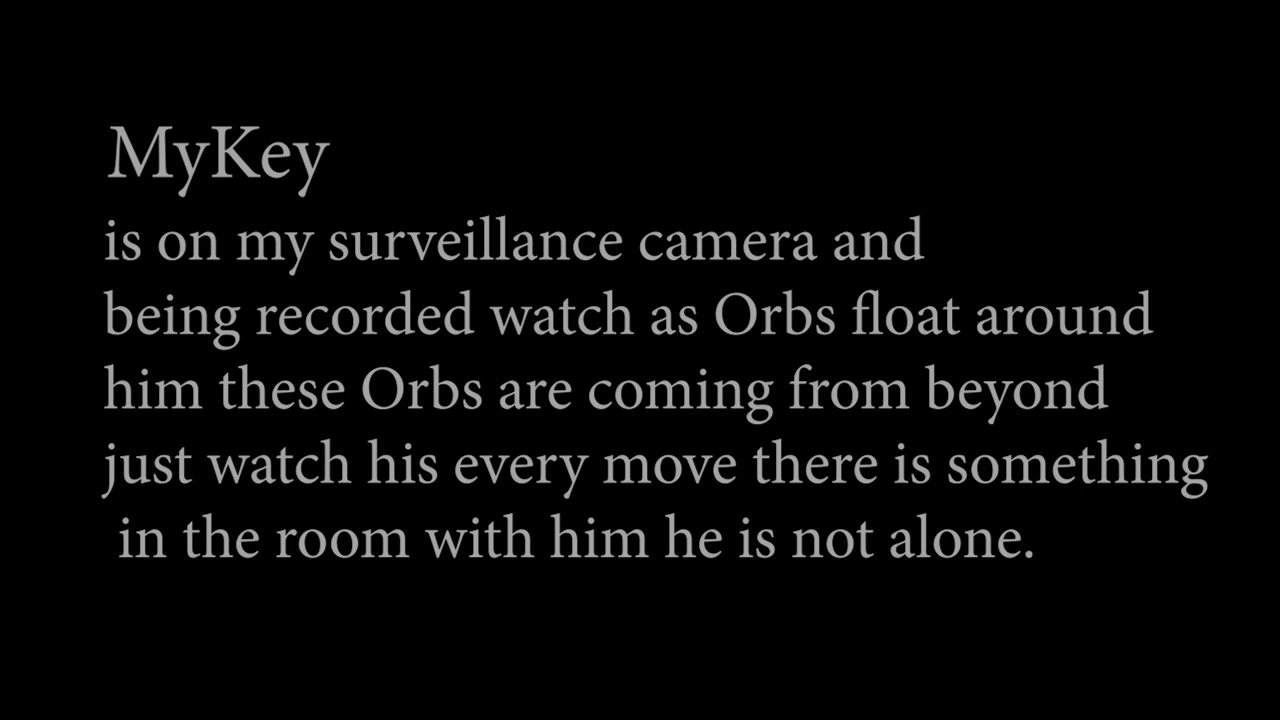 MyKey
is on my surveillance camera and
being recorded watch as Orbs float around
him these Orbs are coming from beyond
just watch his every move there is something
in the room with him he is not alone.